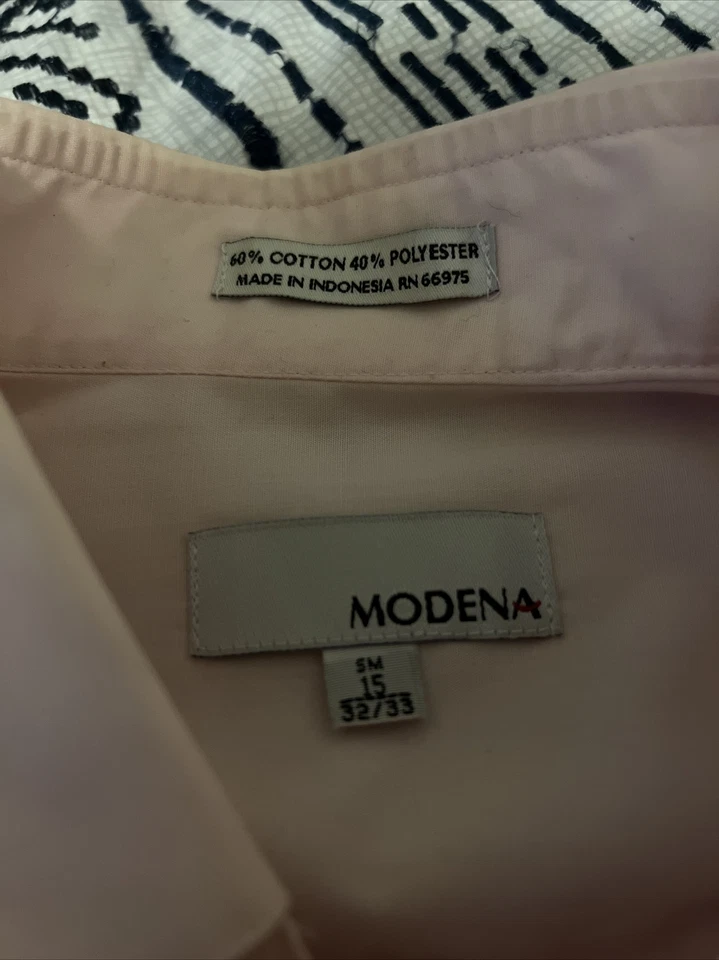 60% COTTON 40% POLYESTER
MADE IN INDONESIA RN 66975
MODENA
SM
15
32/33